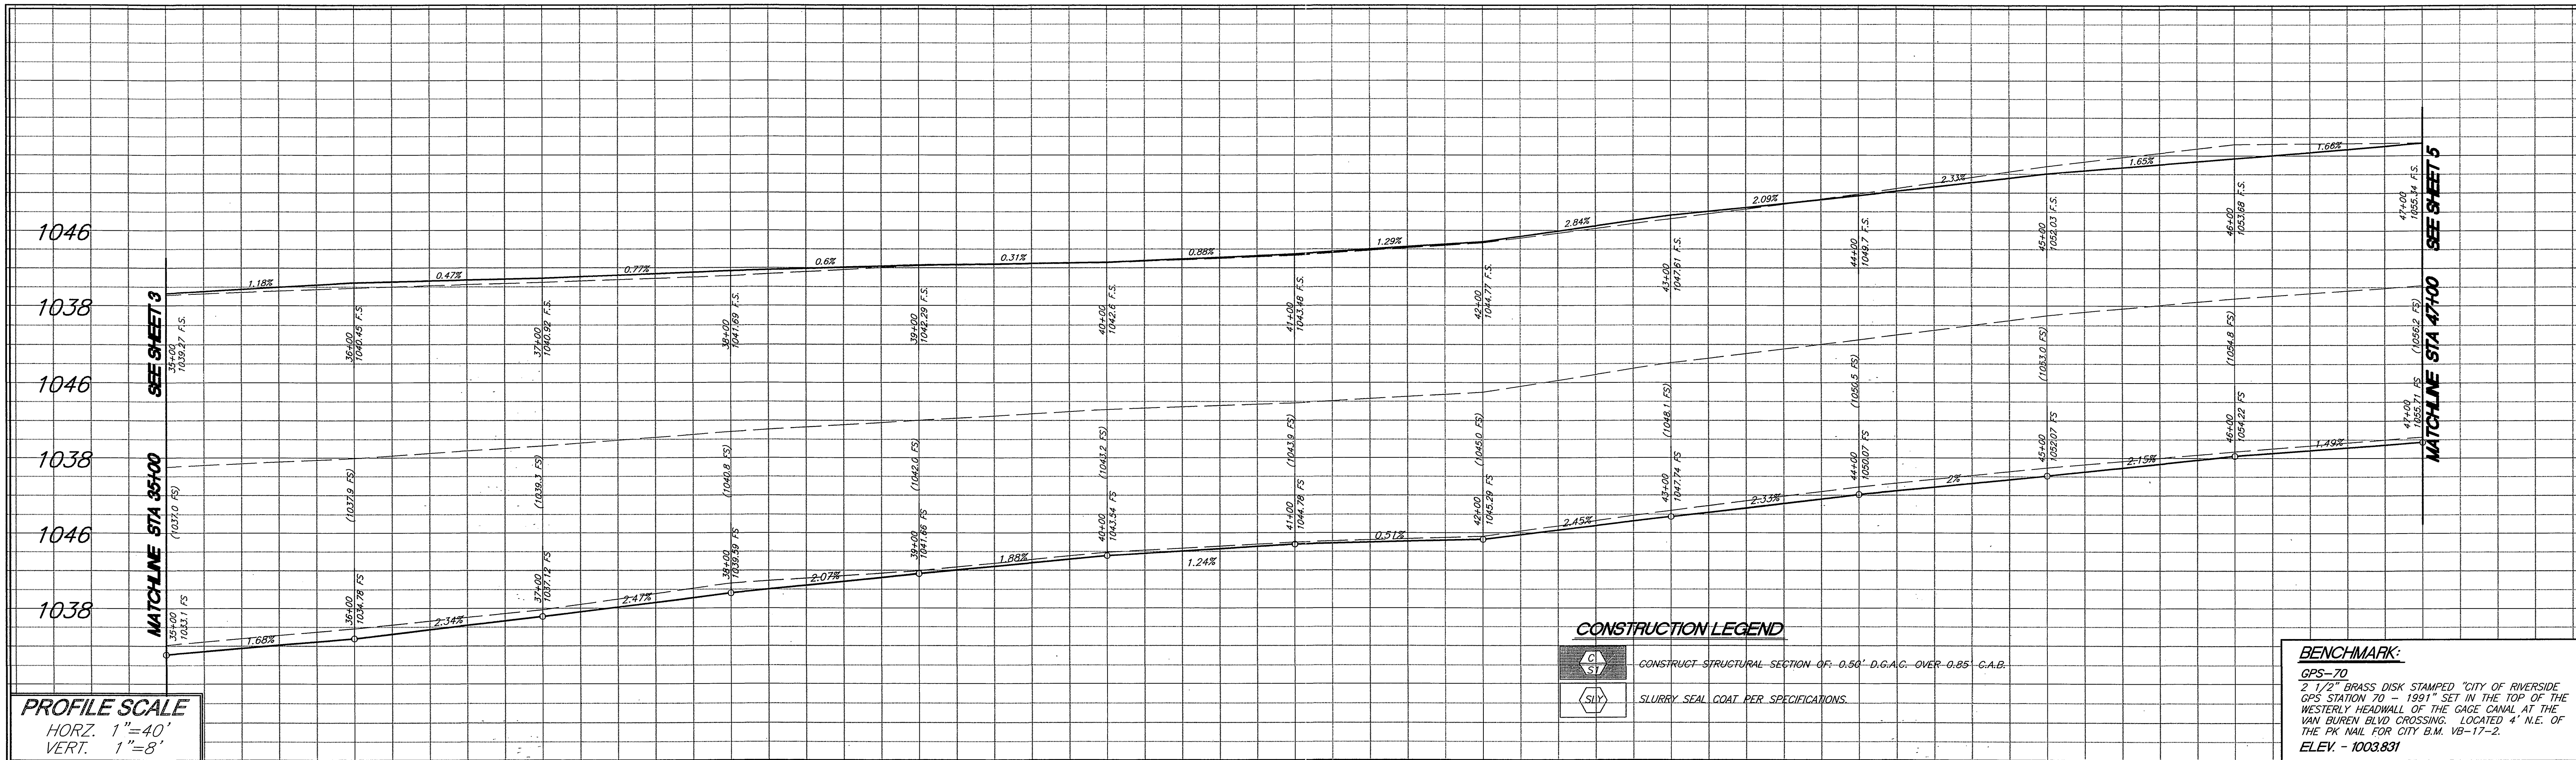 1.18%
0.47%
0.77%
0.6%
0.31%
0.88%
1.29%
2.84%
2.09%
2.33%
1.65%
1.66%
1046
1038
1046
1038
1046
1038
MATCHLINE STA 35+00 SEE SHEET 3
35+00
1039.27 F.S.
36+00
1040.45 F.S.
37+00
1040.92 F.S.
38+00
1041.69 F.S.
39+00
1042.29 F.S.
40+00
1042.6 F.S.
41+00
1043.48 F.S.
42+00
1044.77 F.S.
43+00
1047.61 F.S.
44+00
1049.7 F.S.
45+00
1052.03 F.S.
46+00
1053.68 F.S.
47+00
1055.34 F.S.
MATCHLINE STA 47+00 SEE SHEET 5
(1037.0 FS)
(1037.9 FS)
(1039.3 FS)
(1040.8 FS)
(1042.0 FS)
(1043.2 FS)
(1043.9 FS)
(1045.0 FS)
(1048.1 FS)
(1050.5 FS)
(1053.0 FS)
(1054.8 FS)
(1056.2 FS)
35+00
1033.1 FS
36+00
1034.78 FS
37+00
1037.12 FS
38+00
1039.59 FS
39+00
1041.66 FS
40+00
1043.54 FS
41+00
1044.78 FS
42+00
1045.29 FS
43+00
1047.74 FS
44+00
1050.07 FS
45+00
1052.07 FS
46+00
1054.22 FS
47+00
1055.71 FS
1.68%
2.34%
2.47%
2.07%
1.88%
1.24%
0.51%
2.45%
2.33%
2%
2.15%
1.49%
CONSTRUCTION LEGEND
C
S1
CONSTRUCT STRUCTURAL SECTION OF: 0.50' D.G.A.C. OVER 0.85' C.A.B.
SLY
SLURRY SEAL COAT PER SPECIFICATIONS.
PROFILE SCALE
HORZ. 1"=40'
VERT. 1"=8'
BENCHMARK:
GPS-70
2 1/2" BRASS DISK STAMPED "CITY OF RIVERSIDE
GPS STATION 70 - 1991" SET IN THE TOP OF THE
WESTERLY HEADWALL OF THE GAGE CANAL AT THE
VAN BUREN BLVD CROSSING. LOCATED 4' N.E. OF
THE PK NAIL FOR CITY B.M. VB-17-2.
ELEV. - 1003.831